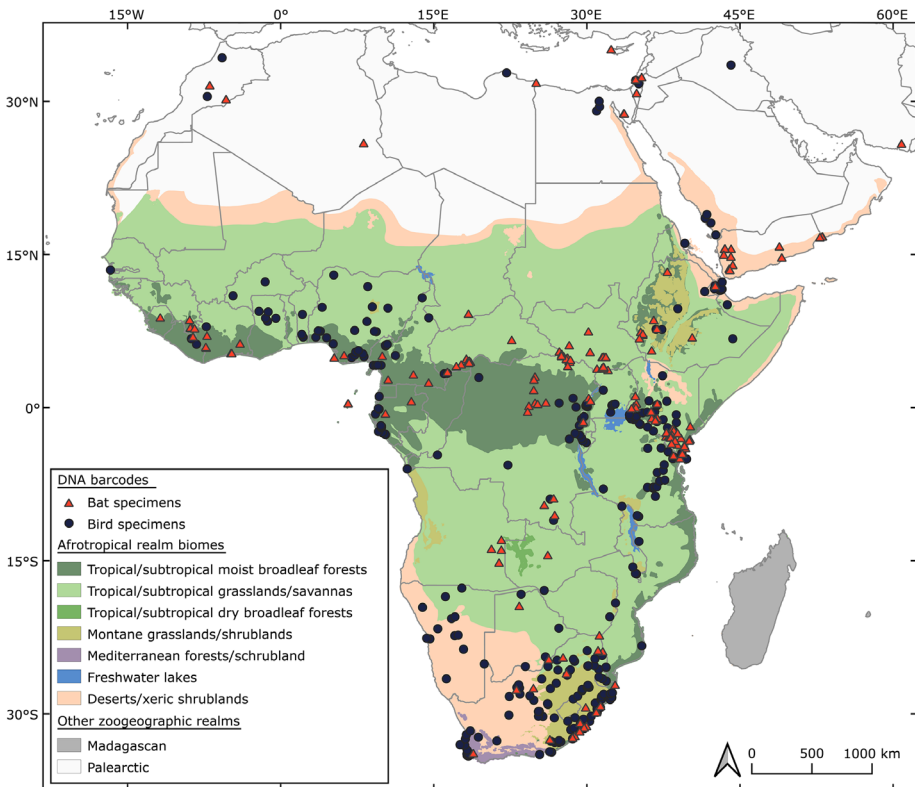 15°W 0° 15°E 30°E 45°E 60°E
30°N
15°N
0°
15°S
30°S
DNA barcodes
Bat specimens
Bird specimens
Afrotropical realm biomes
Tropical/subtropical moist broadleaf forests
Tropical/subtropical grasslands/savannas
Tropical/subtropical dry broadleaf forests
Montane grasslands/shrublands
Mediterranean forests/schrubland
Freshwater lakes
Deserts/xeric shrublands
Other zoogeographic realms
Madagascan
Palearctic
0 500 1000 km